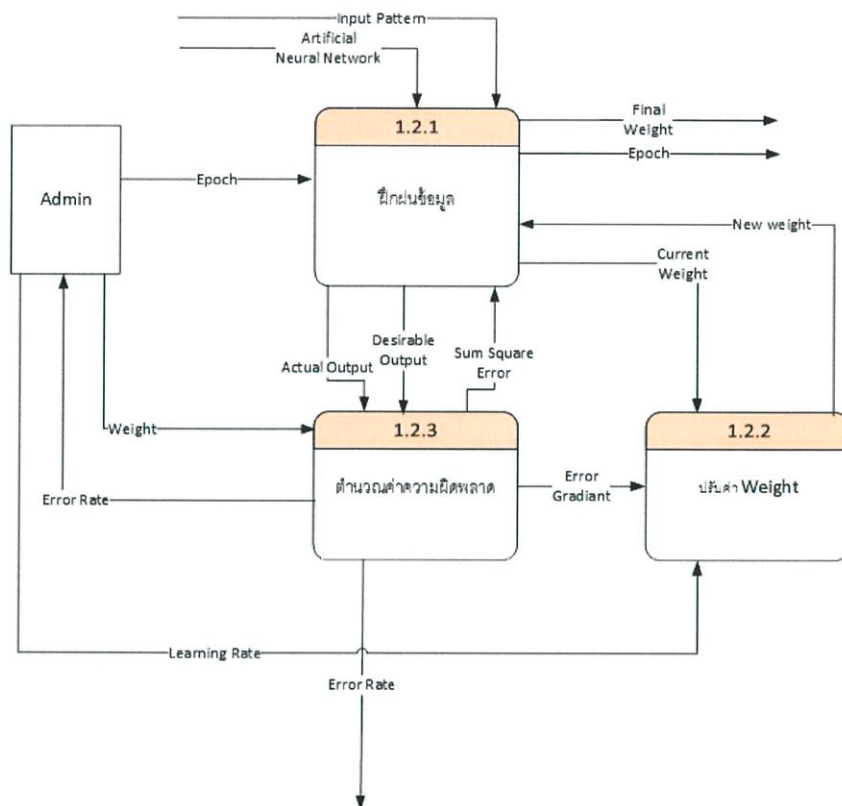 Input Pattern
Artificial
Neural Network
1.2.1
Final
Weight
Epoch
Admin
Epoch
ฝึกฝนข้อมูล
New weight
Current
Weight
Desirable
Output
Sum Square
Error
Actual Output
1.2.3
1.2.2
Weight
Error Rate
คำนวณค่าความผิดพลาด
Error
Gradiant
ปรับค่า Weight
Learning Rate
Error Rate